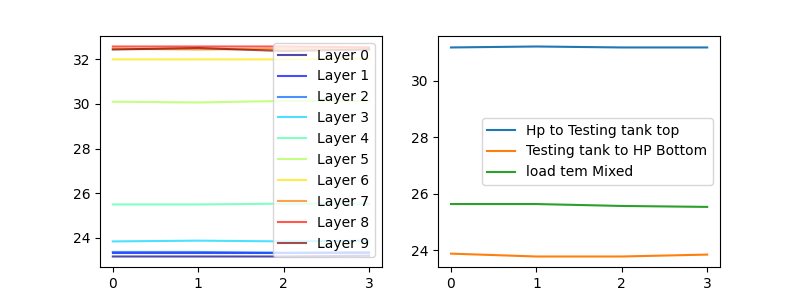 32
30
28
26
24
0
1
2
3
Layer 0
Layer 1
Layer 2
Layer 3
Layer 4
Layer 5
Layer 6
Layer 7
Layer 8
Layer 9
30
28
26
24
0
1
2
3
Hp to Testing tank top
Testing tank to HP Bottom
load tem Mixed